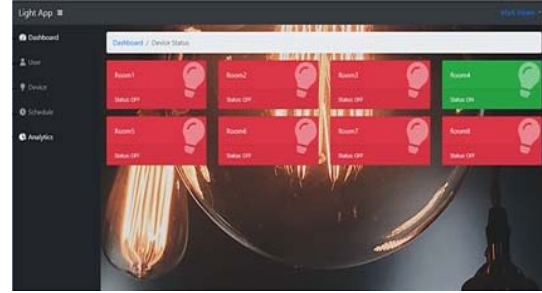 Light App
Dashboard
Dashboard / Device Status
User
Device
Schedule
Analytics
Room1
Status OFF
Room2
Status OFF
Room3
Status OFF
Room4
Status ON
Room5
Status OFF
Room6
Status OFF
Room7
Status OFF
Room8
Status OFF